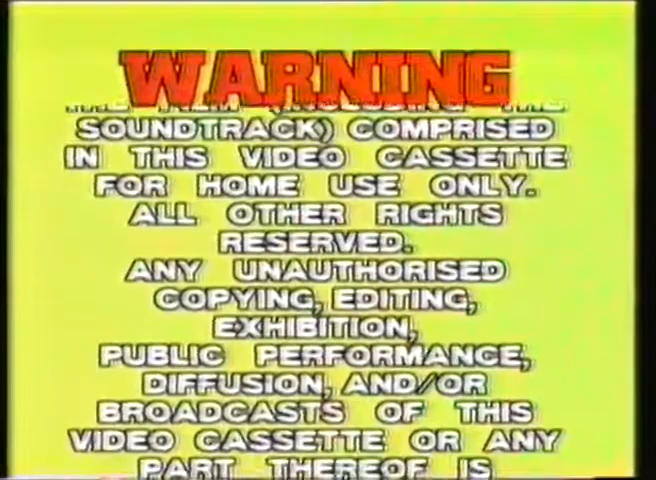 WARNING
SOUNDTRACK) COMPRISED
IN THIS VIDEO CASSETTE
FOR HOME USE ONLY.
ALL OTHER RIGHTS
RESERVED.
ANY UNAUTHORISED
COPYING, EDITING,
EXHIBITION,
PUBLIC PERFORMANCE,
DIFFUSION, AND/OR
BROADCASTS OF THIS
VIDEO CASSETTE OR ANY
PART THEREOF IS